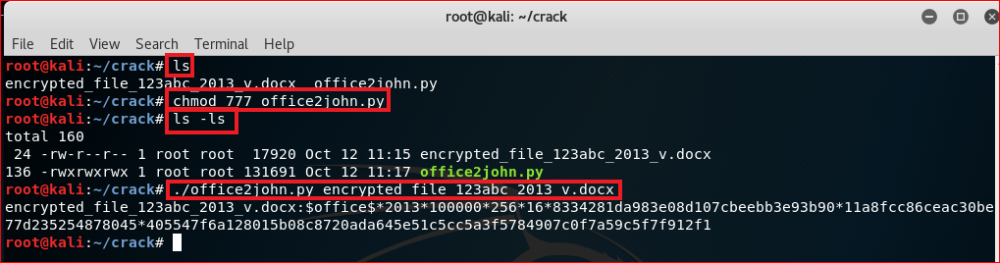 root@kali: ~/crack
File Edit View Search Terminal Help
root@kali:~/crack# ls
encrypted_file_123abc_2013_v.docx office2john.py
root@kali:~/crack# chmod 777 office2john.py
root@kali:~/crack# ls -ls
total 160
24 -rw-r--r-- 1 root root 17920 Oct 12 11:15 encrypted_file_123abc_2013_v.docx
136 -rwxrwxrwx 1 root root 131691 Oct 12 11:17 office2john.py
root@kali:~/crack# ./office2john.py encrypted_file_123abc_2013_v.docx
encrypted_file_123abc_2013_v.docx:$office$*2013*100000*256*16*8334281da983e08d107cbeebb3e93b90*11a8fcc86ceac30be
77d235254878045*405547f6a128015b08c8720ada645e51c5cc5a3f5784907c0f7a59c5f7f912f1
root@kali:~/crack#